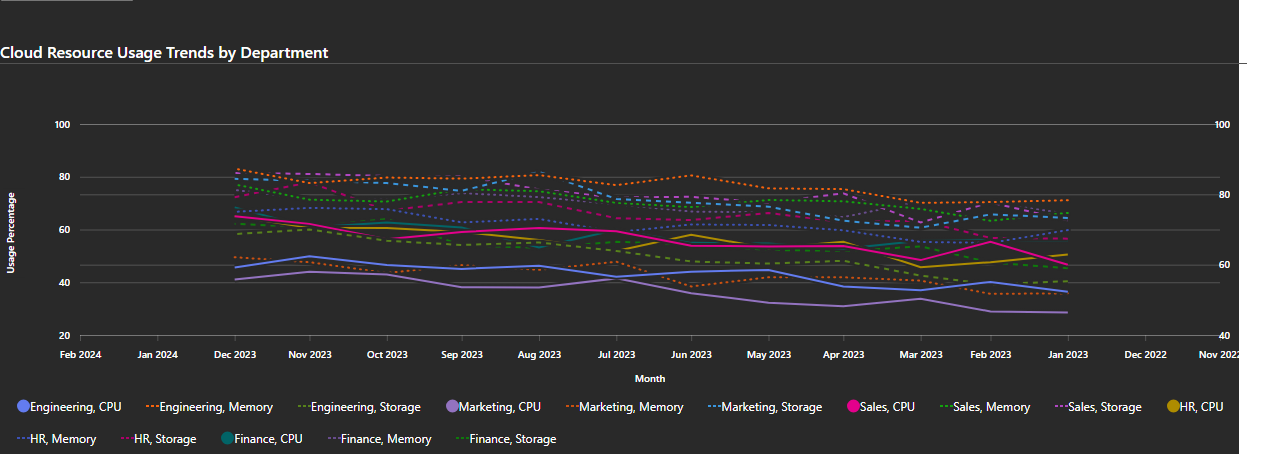 Cloud Resource Usage Trends by Department
100 100
80 80
60 60
40
20 40
Usage Percentage
Feb 2024 Jan 2024 Dec 2023 Nov 2023 Oct 2023 Sep 2023 Aug 2023 Jul 2023 Jun 2023 May 2023 Apr 2023 Mar 2023 Feb 2023 Jan 2023 Dec 2022 Nov 2022
Month
Engineering, CPU Engineering, Memory Engineering, Storage Marketing, CPU Marketing, Memory Marketing, Storage Sales, CPU Sales, Memory Sales, Storage HR, CPU
HR, Memory HR, Storage Finance, CPU Finance, Memory Finance, Storage